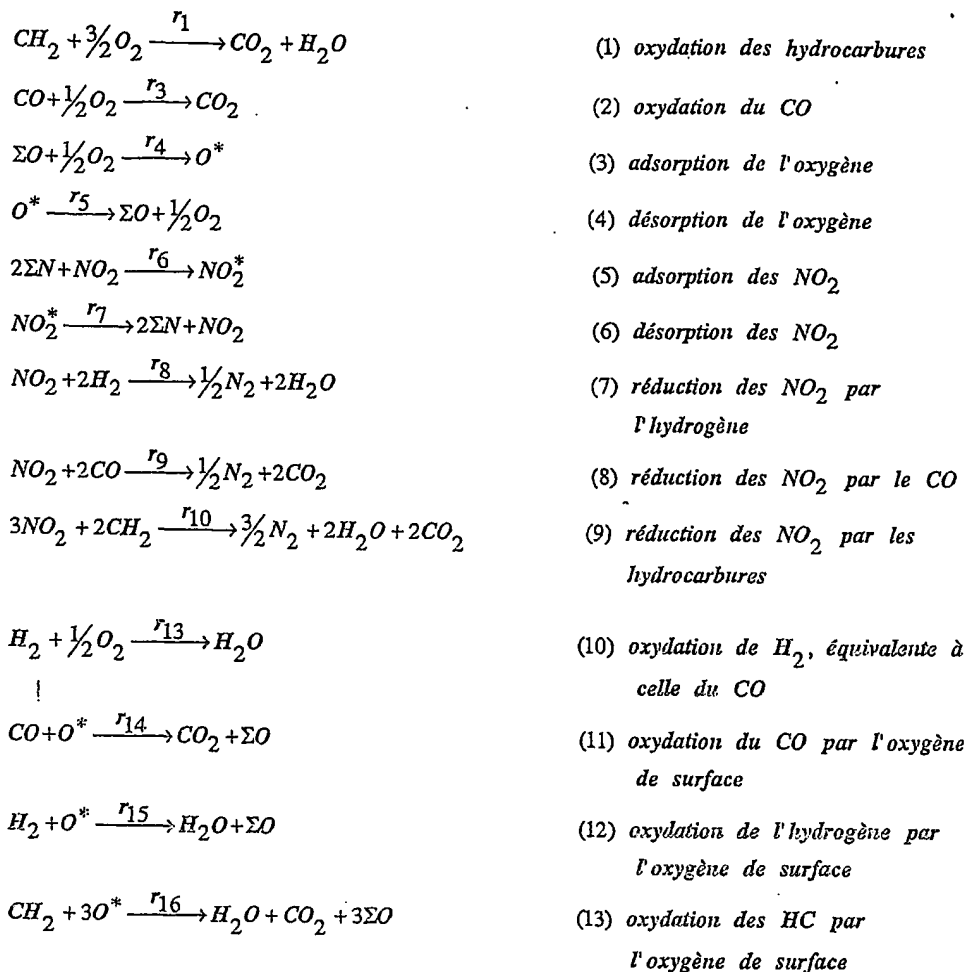 CH₂ + 3/2 O₂ —r₁→ CO₂ + H₂O (1) oxydation des hydrocarbures
CO + 1/2 O₂ —r₃→ CO₂ (2) oxydation du CO
ΣO + 1/2 O₂ —r₄→ O* (3) adsorption de l'oxygène
O* —r₅→ ΣO + 1/2 O₂ (4) désorption de l'oxygène
2ΣN + NO₂ —r₆→ NO₂* (5) adsorption des NO₂
NO₂* —r₇→ 2ΣN + NO₂ (6) désorption des NO₂
NO₂ + 2H₂ —r₈→ 1/2 N₂ + 2H₂O (7) réduction des NO₂ par
l'hydrogène
NO₂ + 2CO —r₉→ 1/2 N₂ + 2CO₂ (8) réduction des NO₂ par le CO
3NO₂ + 2CH₂ —r₁₀→ 3/2 N₂ + 2H₂O + 2CO₂ (9) réduction des NO₂ par les
hydrocarbures
H₂ + 1/2 O₂ —r₁₃→ H₂O (10) oxydation de H₂, équivalente à
celle du CO
CO + O* —r₁₄→ CO₂ + ΣO (11) oxydation du CO par l'oxygène
de surface
H₂ + O* —r₁₅→ H₂O + ΣO (12) oxydation de l'hydrogène par
l'oxygène de surface
CH₂ + 3O* —r₁₆→ H₂O + CO₂ + 3ΣO (13) oxydation des HC par
l'oxygène de surface